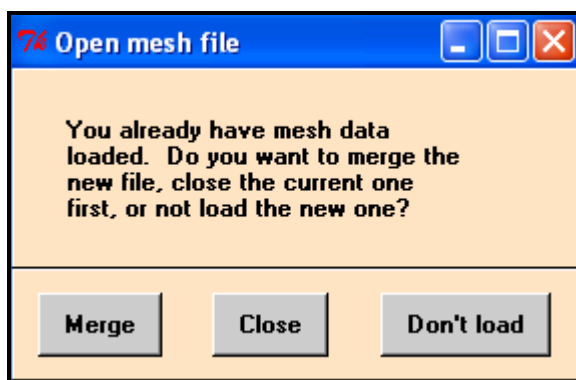 Open mesh file
You already have mesh data
loaded.  Do you want to merge the
new file, close the current one
first, or not load the new one?
Merge Close Don't load